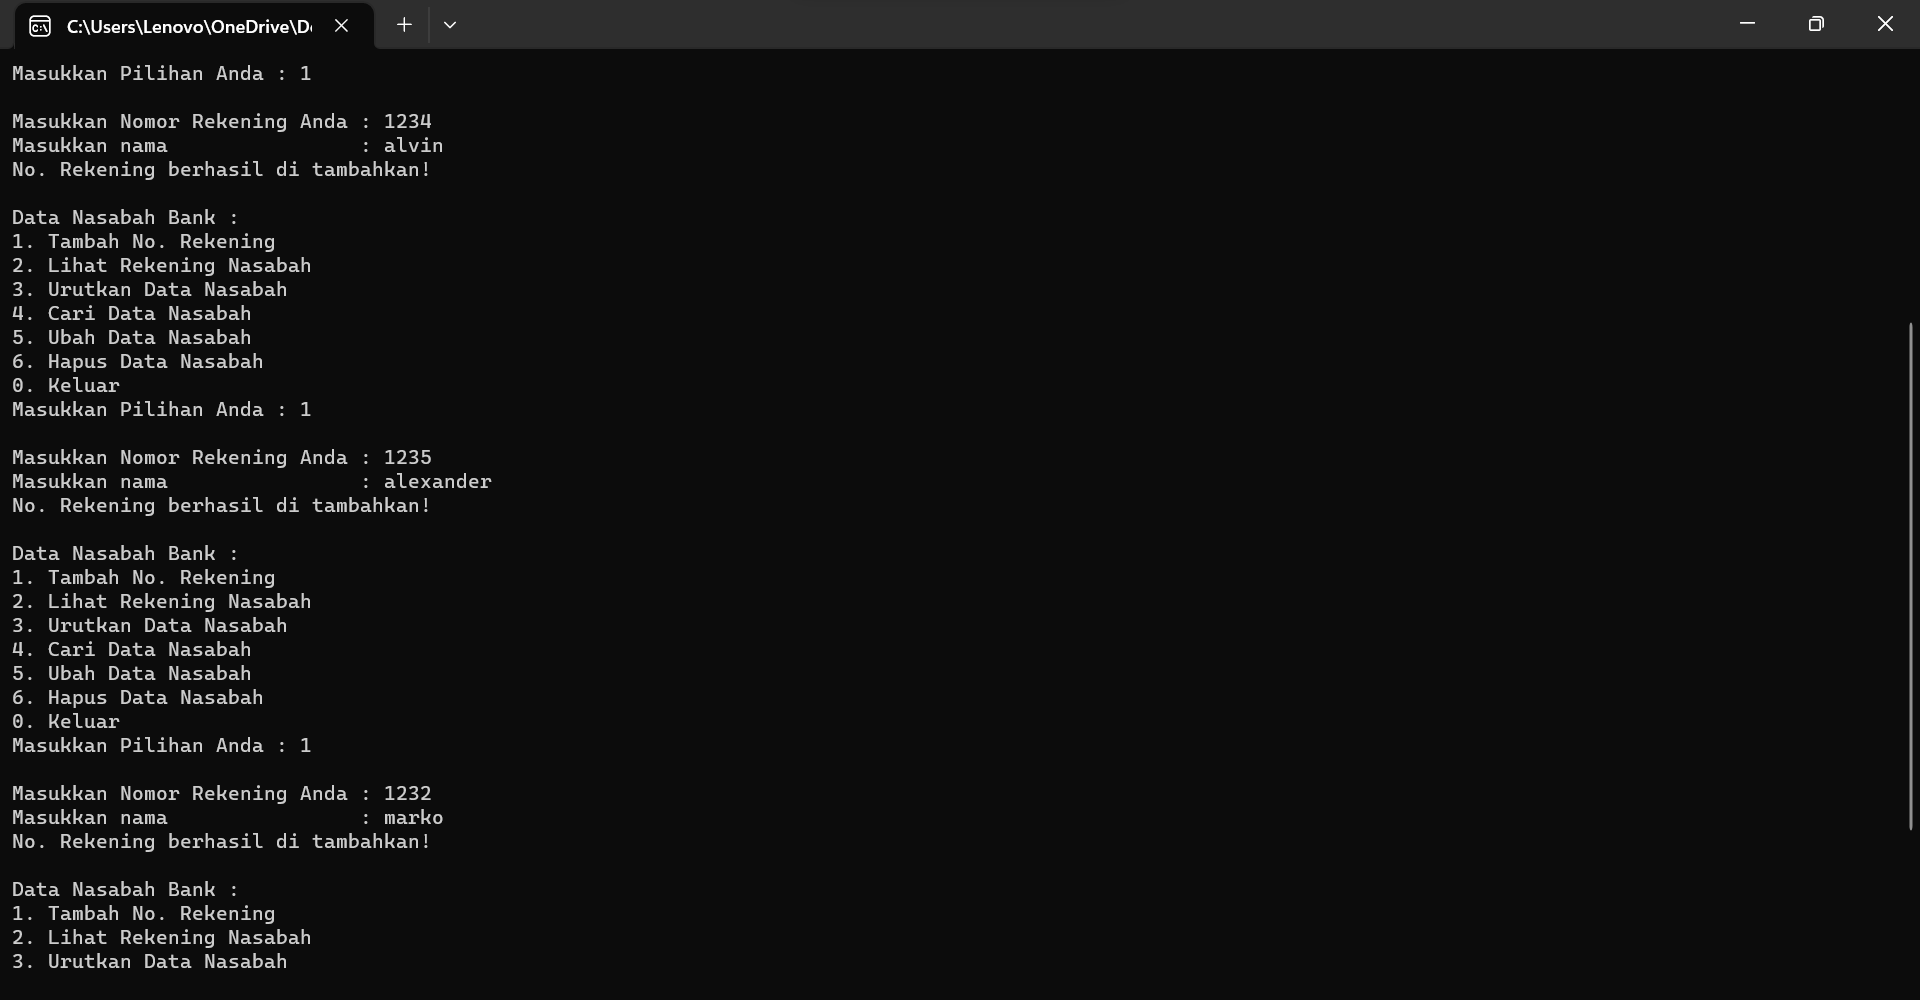 C:\Users\Lenovo\OneDrive\D
Masukkan Pilihan Anda : 1
Masukkan Nomor Rekening Anda : 1234
Masukkan nama                : alvin
No. Rekening berhasil di tambahkan!
Data Nasabah Bank :
1. Tambah No. Rekening
2. Lihat Rekening Nasabah
3. Urutkan Data Nasabah
4. Cari Data Nasabah
5. Ubah Data Nasabah
6. Hapus Data Nasabah
0. Keluar
Masukkan Pilihan Anda : 1
Masukkan Nomor Rekening Anda : 1235
Masukkan nama                : alexander
No. Rekening berhasil di tambahkan!
Data Nasabah Bank :
1. Tambah No. Rekening
2. Lihat Rekening Nasabah
3. Urutkan Data Nasabah
4. Cari Data Nasabah
5. Ubah Data Nasabah
6. Hapus Data Nasabah
0. Keluar
Masukkan Pilihan Anda : 1
Masukkan Nomor Rekening Anda : 1232
Masukkan nama                : marko
No. Rekening berhasil di tambahkan!
Data Nasabah Bank :
1. Tambah No. Rekening
2. Lihat Rekening Nasabah
3. Urutkan Data Nasabah